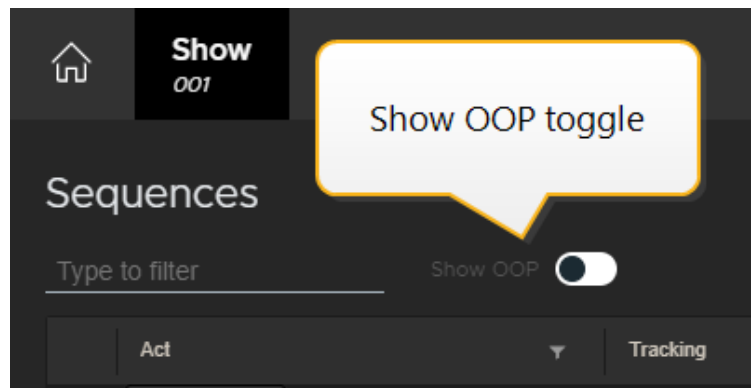 Show
001
Show OOP toggle
Sequences
Type to filter
Show OOP
Act
Tracking